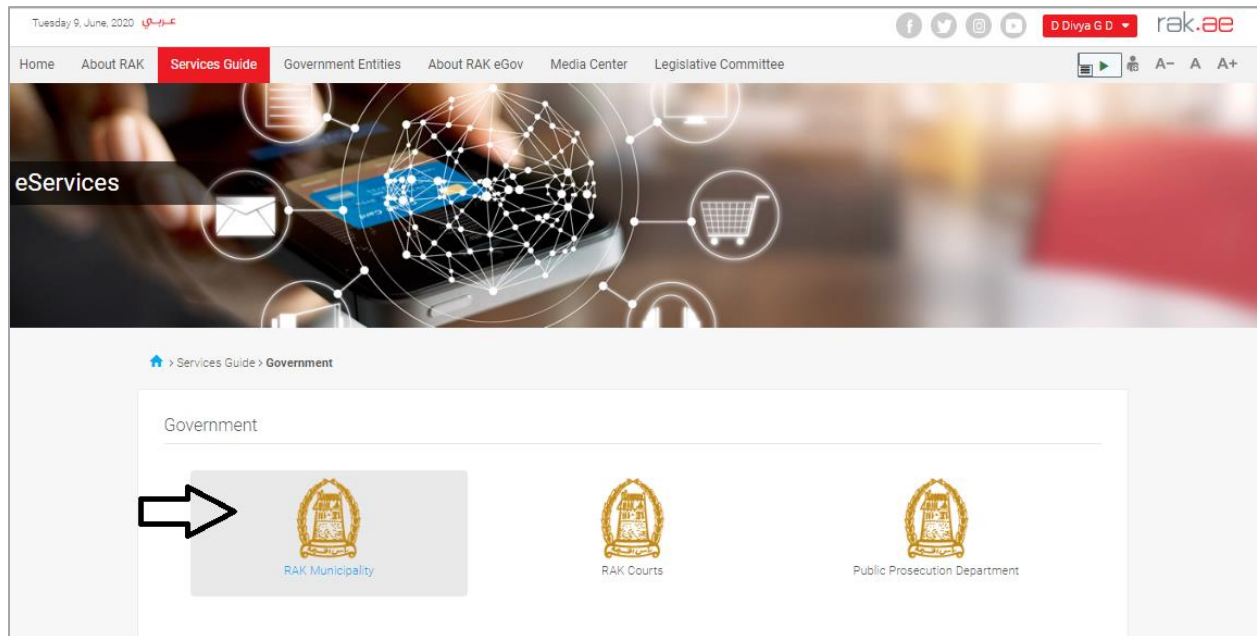 Tuesday 9, June, 2020 عـربـي
D Divya G D
rak.ae
Home About RAK Services Guide Government Entities About RAK eGov Media Center Legislative Committee
A- A A+
eServices
> Services Guide > Government
Government
RAK Municipality RAK Courts Public Prosecution Department